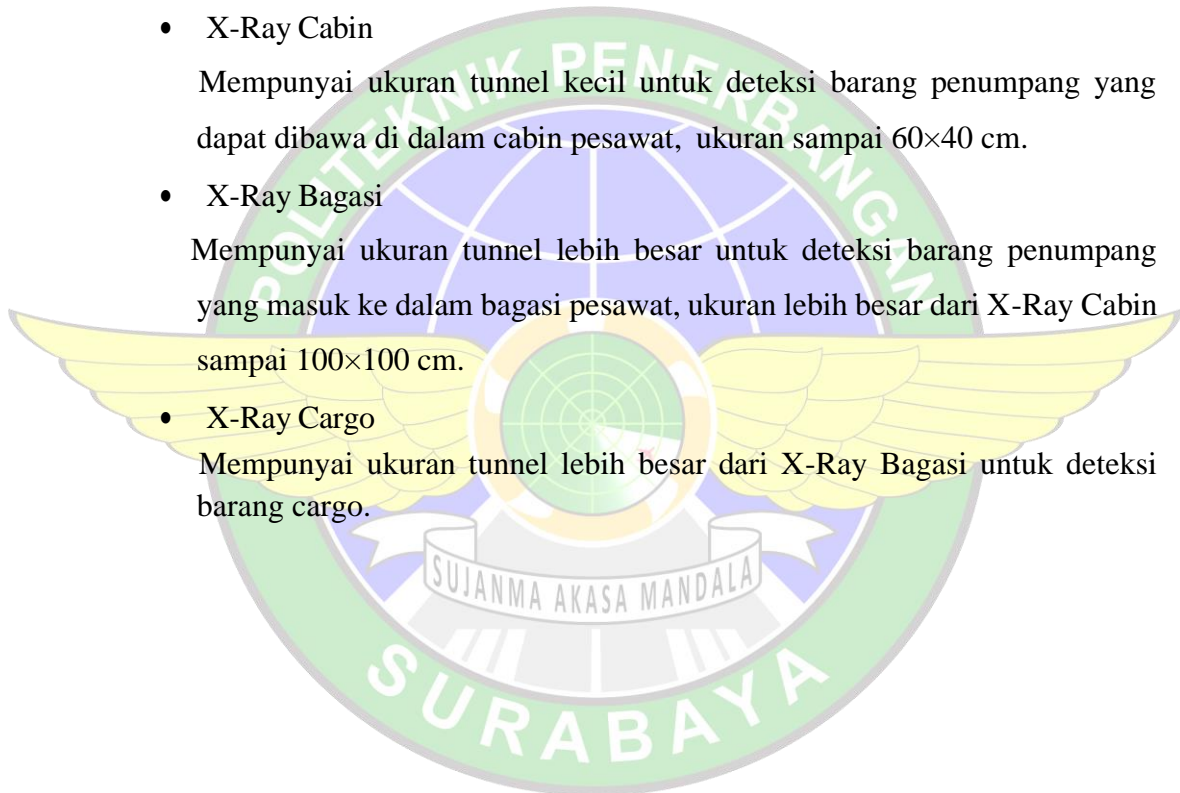 • X-Ray Cabin
Mempunyai ukuran tunnel kecil untuk deteksi barang penumpang yang
dapat dibawa di dalam cabin pesawat, ukuran sampai 60×40 cm.
• X-Ray Bagasi
Mempunyai ukuran tunnel lebih besar untuk deteksi barang penumpang
yang masuk ke dalam bagasi pesawat, ukuran lebih besar dari X-Ray Cabin
sampai 100×100 cm.
• X-Ray Cargo
Mempunyai ukuran tunnel lebih besar dari X-Ray Bagasi untuk deteksi
barang cargo.
POLITEKNIK PENERBANGAN
SUJANMA AKASA MANDALA
SURABAYA